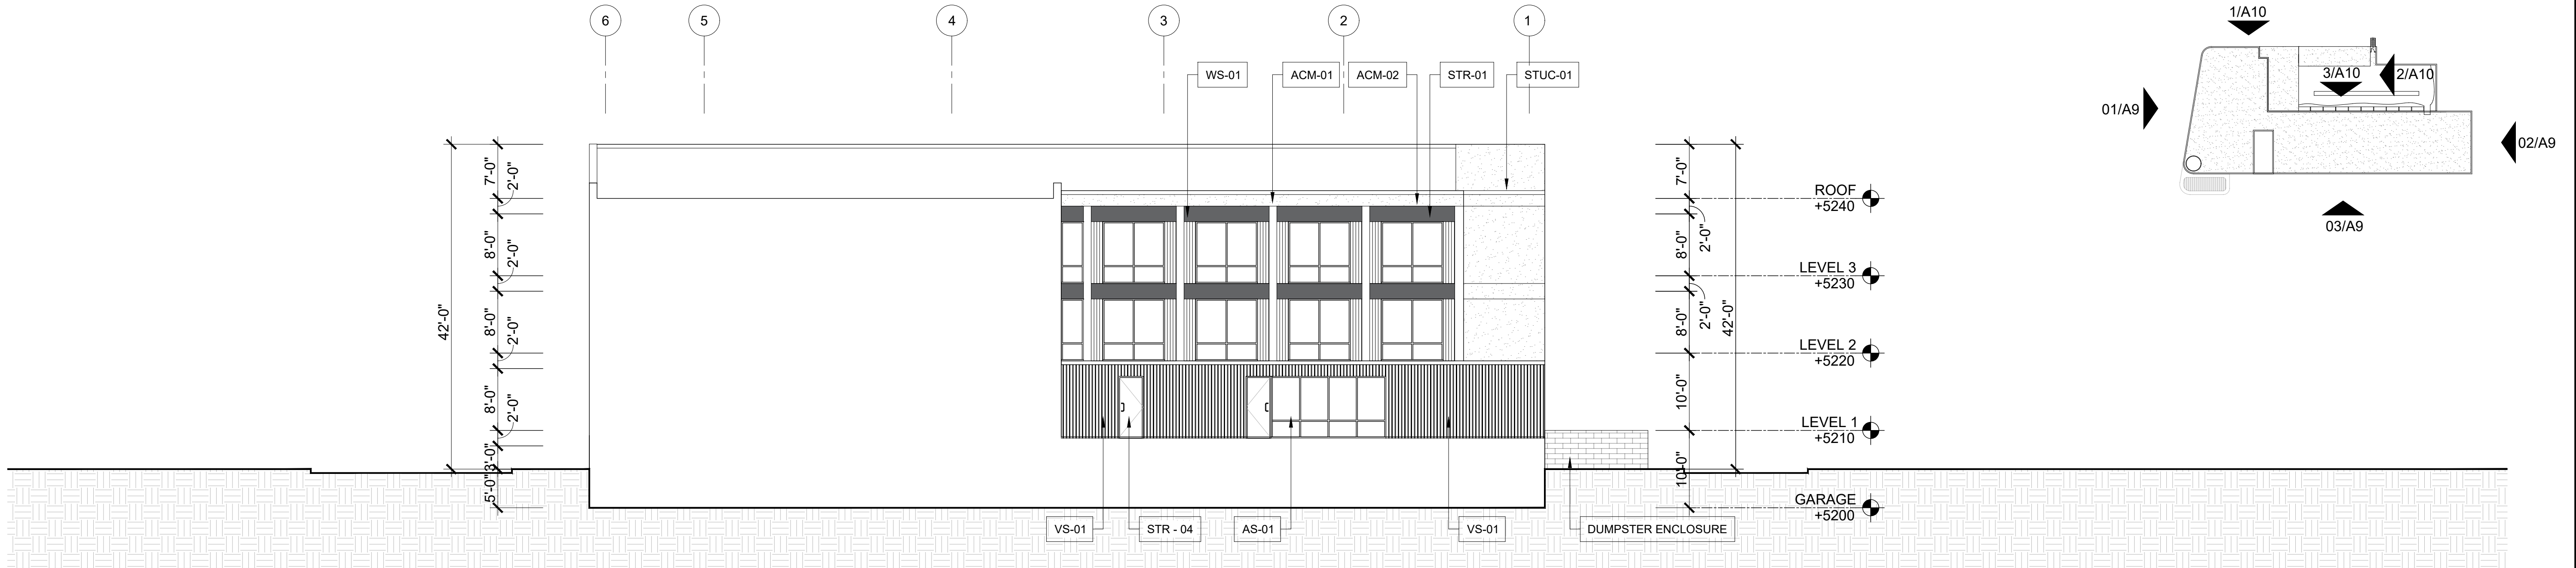 6
5
4
3
2
1
WS-01
ACM-01
ACM-02
STR-01
STUC-01
1/A10
3/A10
2/A10
01/A9
02/A9
03/A9
42'-0"
7'-0"
2'-0"
8'-0"
2'-0"
8'-0"
2'-0"
8'-0"
2'-0"
3'-0"
5'-0"
7'-0"
2'-0"
8'-0"
2'-0"
8'-0"
10'-0"
10'-0"
42'-0"
ROOF
+5240
LEVEL 3
+5230
LEVEL 2
+5220
LEVEL 1
+5210
GARAGE
+5200
VS-01
STR - 04
AS-01
VS-01
DUMPSTER ENCLOSURE